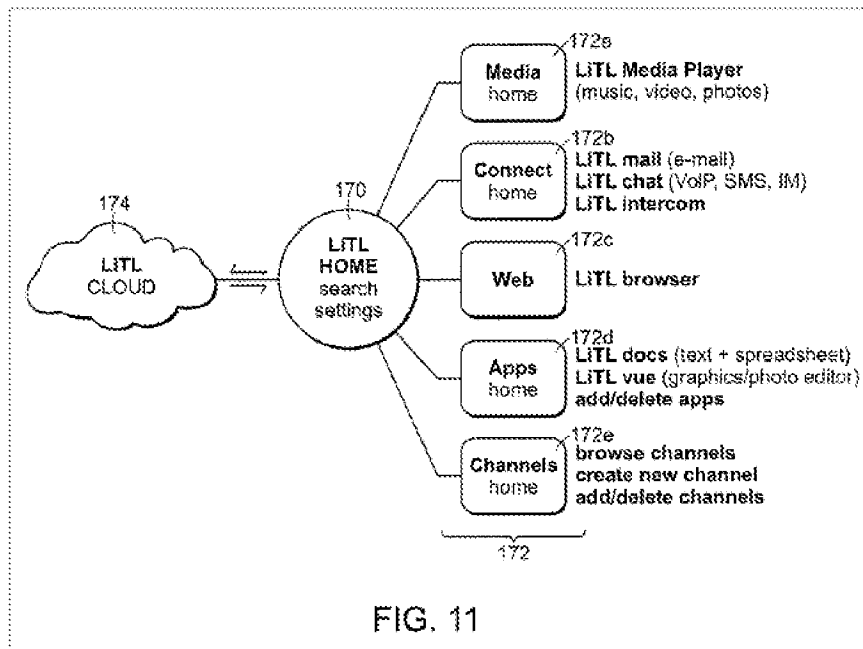 172a
Media
home
LiTL Media Player
(music, video, photos)
172b
Connect
home
LiTL mail (e-mail)
LiTL chat (VoIP, SMS, IM)
LiTL intercom
174
LiTL
CLOUD
170
LiTL
HOME
search
settings
172c
Web
LiTL browser
172d
Apps
home
LiTL docs (text + spreadsheet)
LiTL vue (graphics/photo editor)
add/delete apps
172e
Channels
home
browse channels
create new channel
add/delete channels
172
FIG. 11